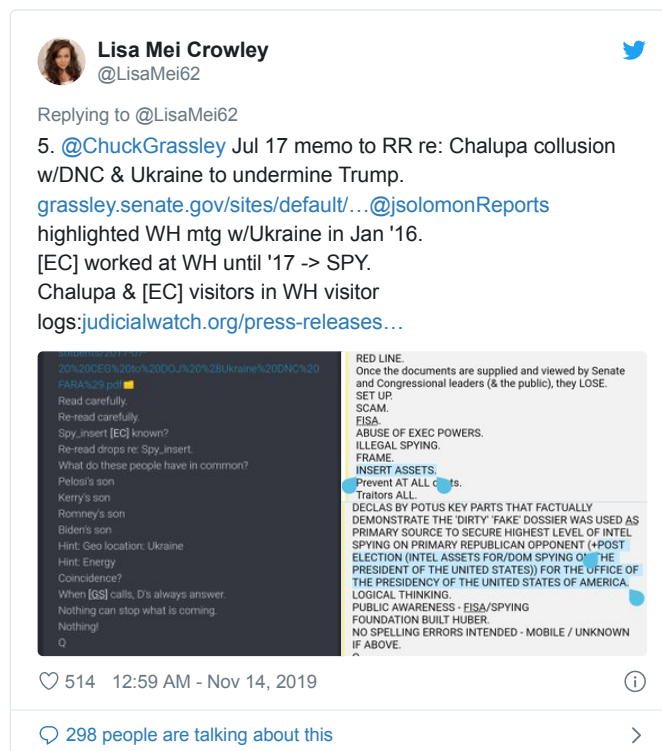 Lisa Mei Crowley
@LisaMei62
Replying to @LisaMei62
5. @ChuckGrassley Jul 17 memo to RR re: Chalupa collusion
w/DNC & Ukraine to undermine Trump.
grassley.senate.gov/sites/default/…@jsolomonReports
highlighted WH mtg w/Ukraine in Jan '16.
[EC] worked at WH until '17 -> SPY.
Chalupa & [EC] visitors in WH visitor
logs:judicialwatch.org/press-releases…
20%20CEG%20to%20DOJ%20%28Ukraine%20DNC%20
FARA%29.pdf
Read carefully.
Re-read carefully.
Spy_insert [EC] known?
Re-read drops re: Spy_insert.
What do these people have in common?
Pelosi's son
Kerry's son
Romney's son
Biden's son
Hint: Geo location: Ukraine
Hint: Energy
Coincidence?
When [GS] calls, D's always answer.
Nothing can stop what is coming.
Nothing!
Q
RED LINE.
Once the documents are supplied and viewed by Senate
and Congressional leaders (& the public), they LOSE.
SET UP.
SCAM.
FISA.
ABUSE OF EXEC POWERS.
ILLEGAL SPYING.
FRAME.
INSERT ASSETS.
Prevent AT ALL
Traitors ALL.
DECLAS BY POTUS KEY PARTS THAT FACTUALLY
DEMONSTRATE THE 'DIRTY' 'FAKE' DOSSIER WAS USED AS
PRIMARY SOURCE TO SECURE HIGHEST LEVEL OF INTEL
SPYING ON PRIMARY REPUBLICAN OPPONENT (+POST
ELECTION (INTEL ASSETS FOR/DOM SPYING THE
PRESIDENT OF THE UNITED STATES)) FOR THE OFFICE OF
THE PRESIDENCY OF THE UNITED STATES OF AMERICA.
LOGICAL THINKING.
PUBLIC AWARENESS - FISA/SPYING
FOUNDATION BUILT HUBER.
NO SPELLING ERRORS INTENDED - MOBILE / UNKNOWN
IF ABOVE.
514 12:59 AM - Nov 14, 2019
298 people are talking about this